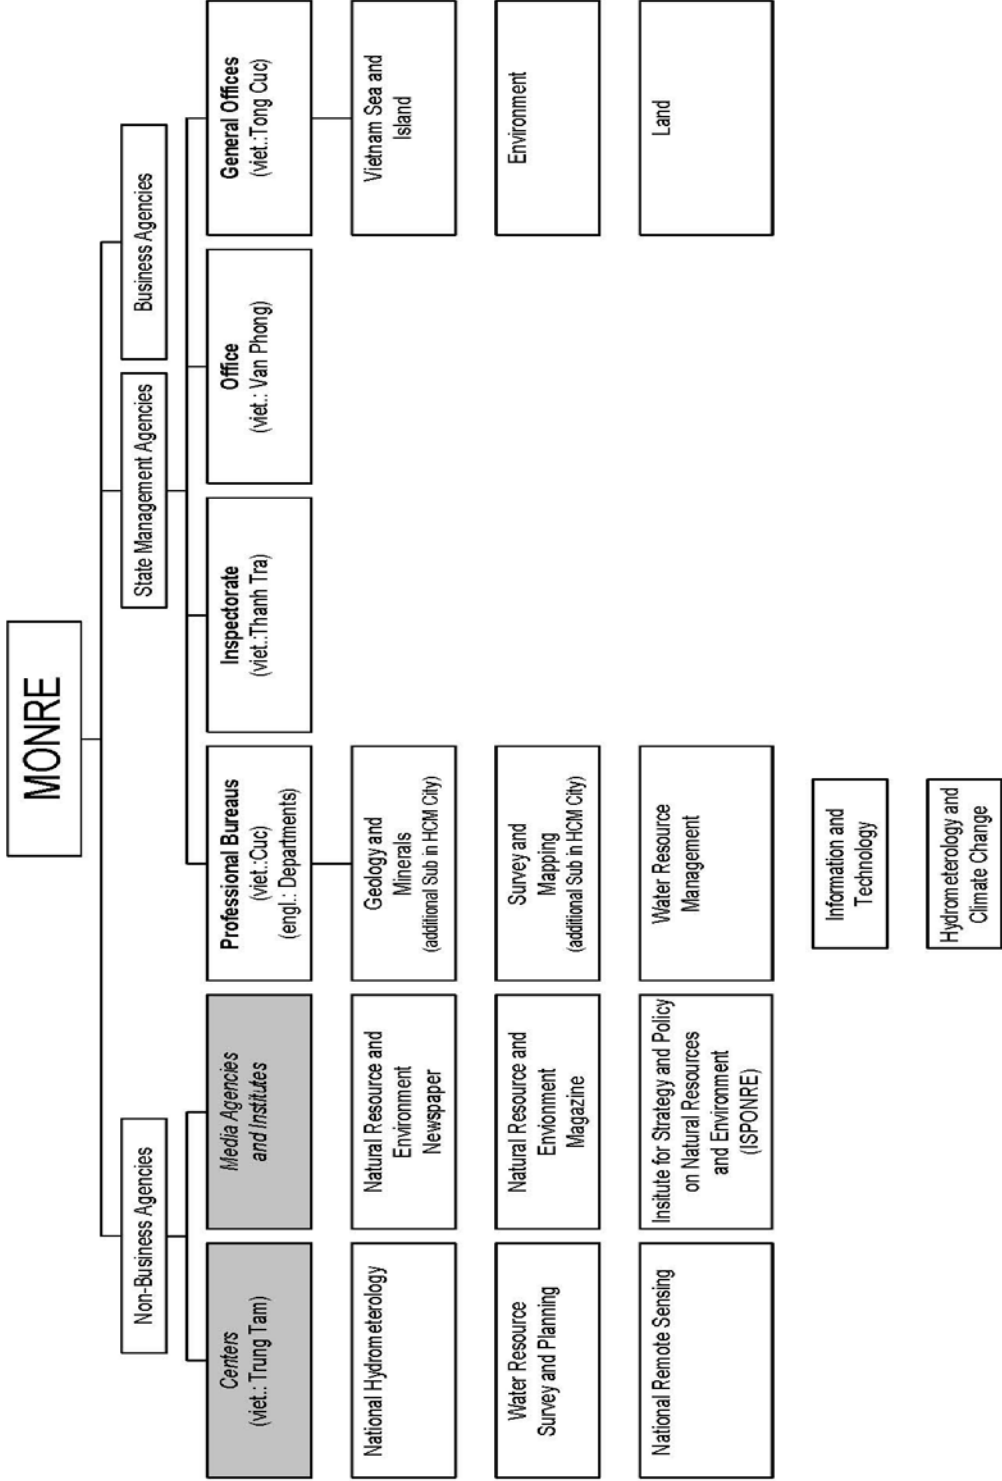 MONRE
Non-Business Agencies
State Management Agencies
Business Agencies
Centers
(viet.: Trung Tam)
Media Agencies
and Institutes
Professional Bureaus
(viet.:Cuc)
(engl.: Departments)
Inspectorate
(viet.:Thanh Tra)
Office
(viet.: Van Phong)
General Offices
(viet.:Tong Cuc)
National Hydrometerology
Natural Resource and
Environment
Newspaper
Geology and
Minerals
(additional Sub in HCM City)
Vietnam Sea and
Island
Water Resource
Survey and Planning
Natural Resource and
Envionment
Magazine
Survey and
Mapping
(additional Sub in HCM City)
Environment
National Remote Sensing
Insitute for Strategy and Policy
on Natural Resources
and Environment
(ISPONRE)
Water Resource
Management
Land
Information and
Technology
Hydrometerology and
Climate Change